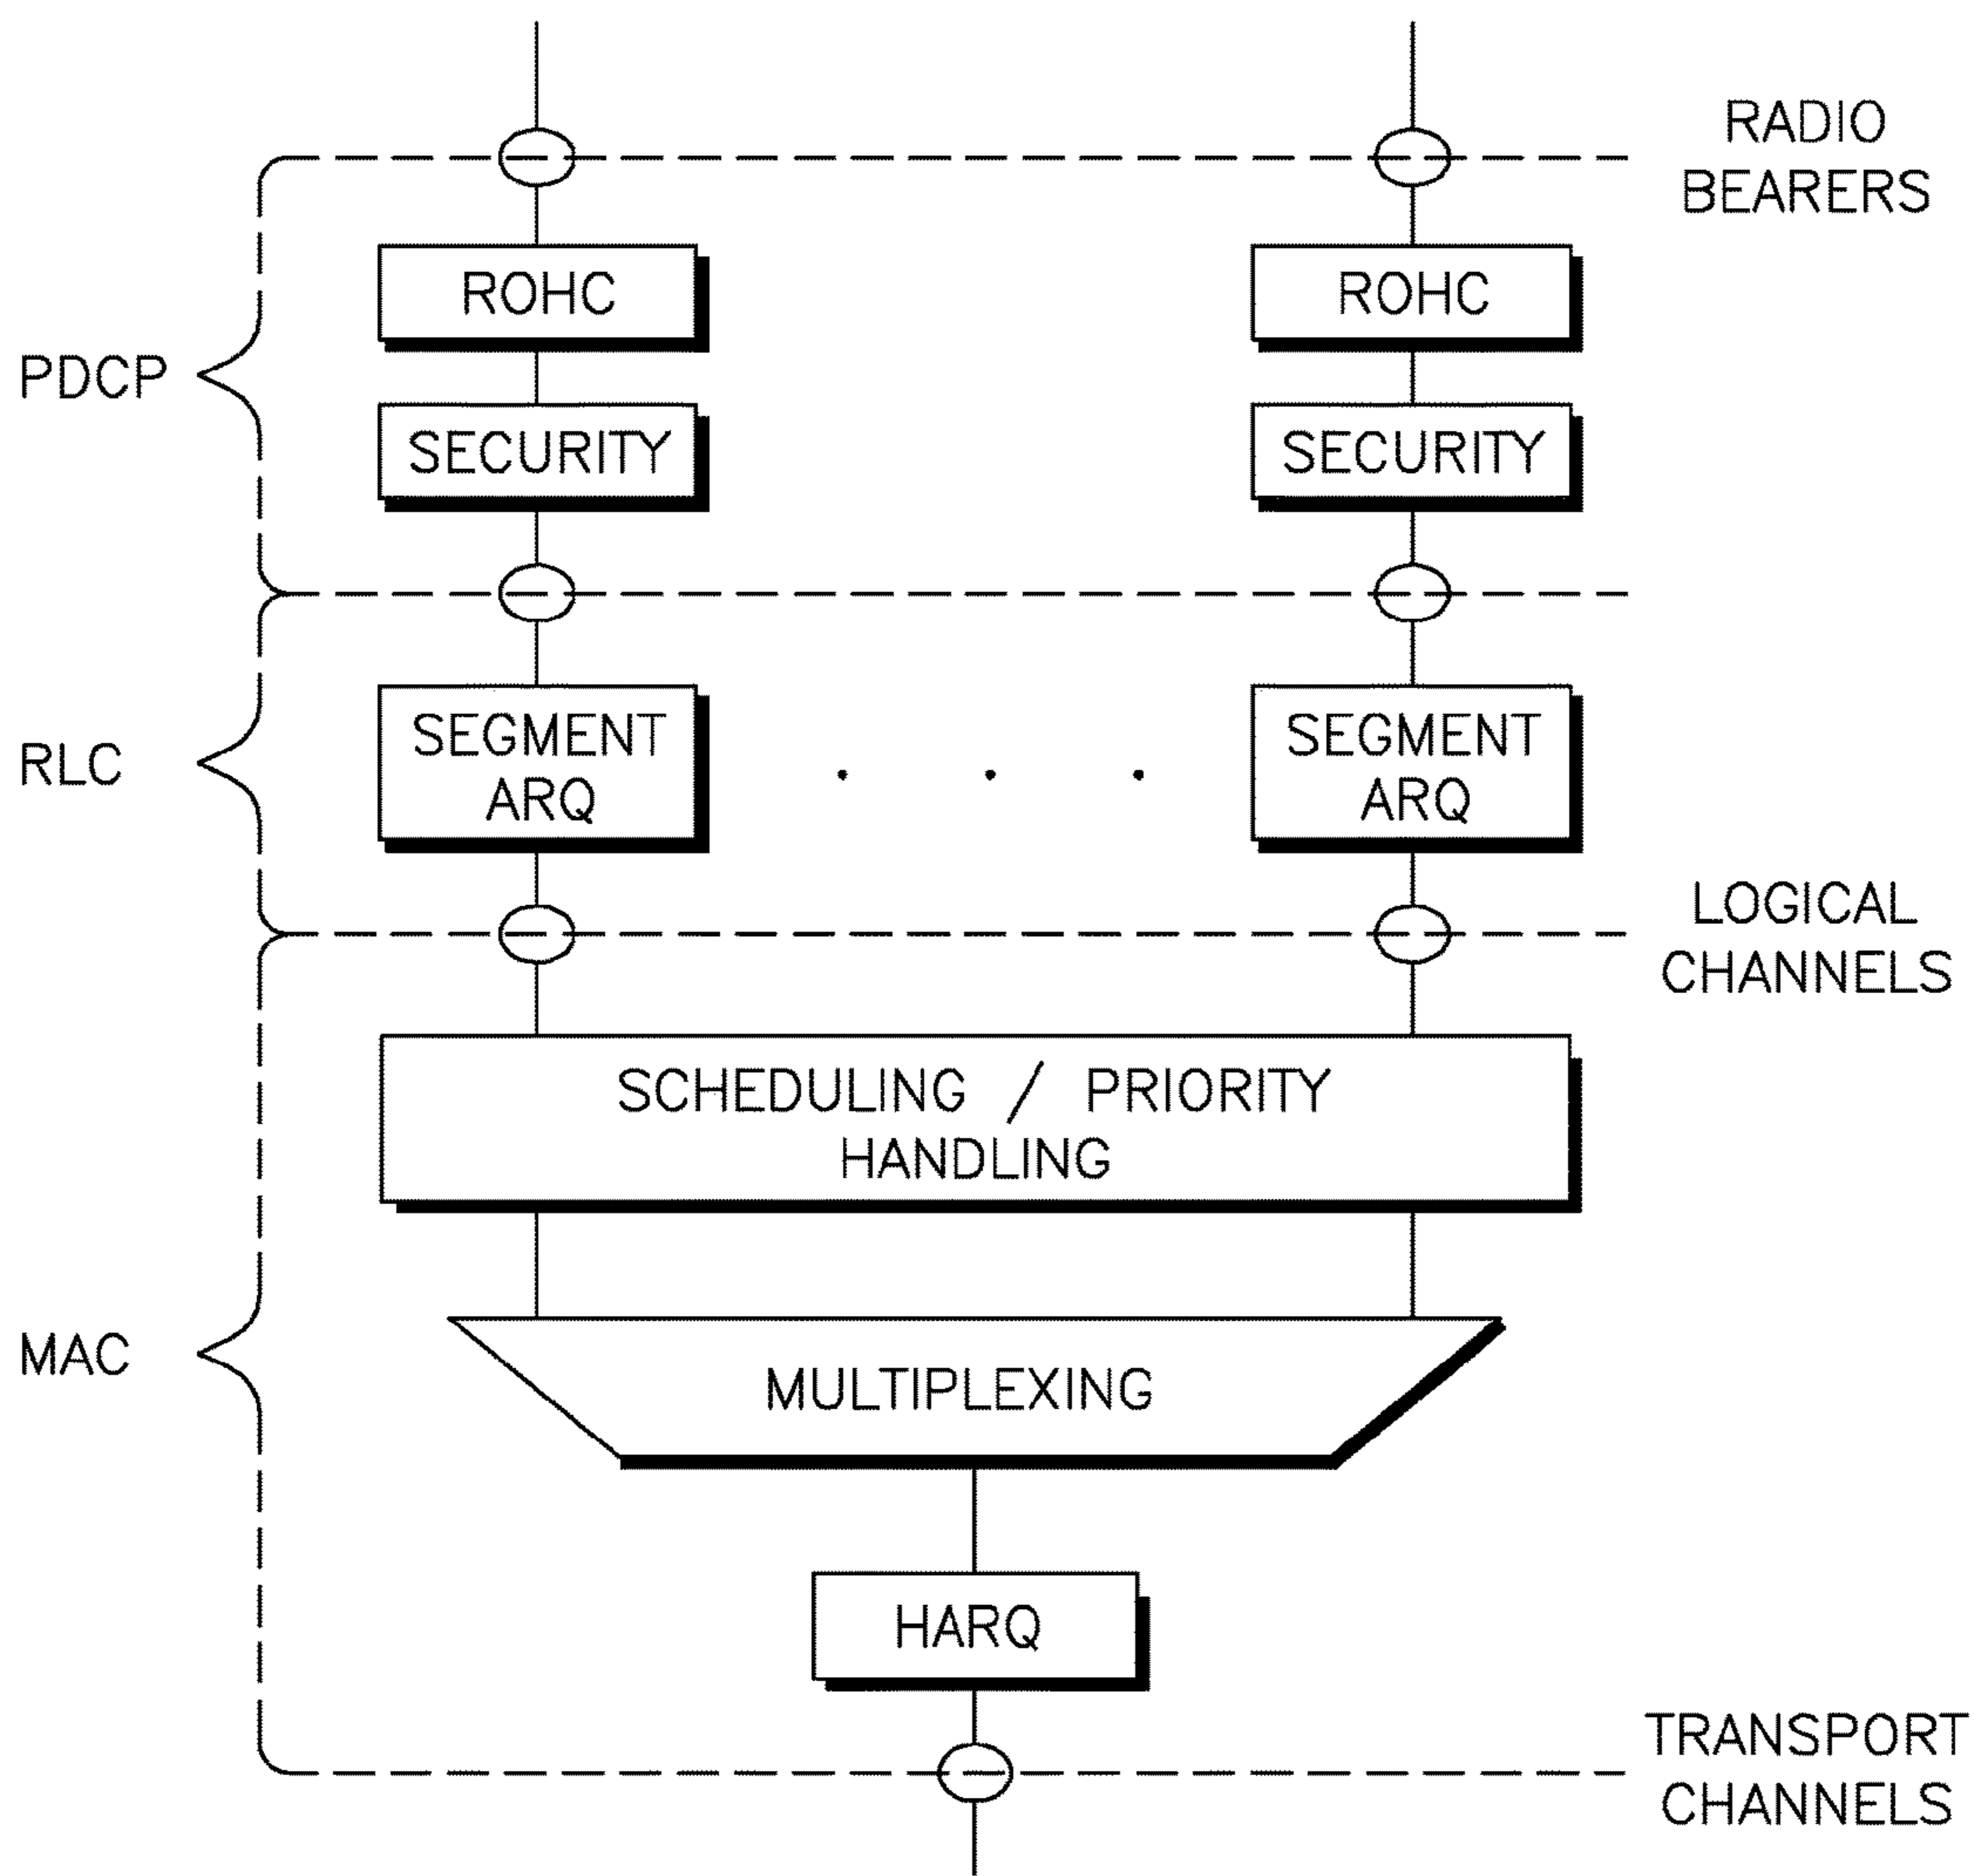 RADIO
BEARERS
ROHC
ROHC
PDCP
SECURITY
SECURITY
RLC
SEGMENT
ARQ
SEGMENT
ARQ
LOGICAL
CHANNELS
SCHEDULING / PRIORITY
HANDLING
MAC
MULTIPLEXING
HARQ
TRANSPORT
CHANNELS